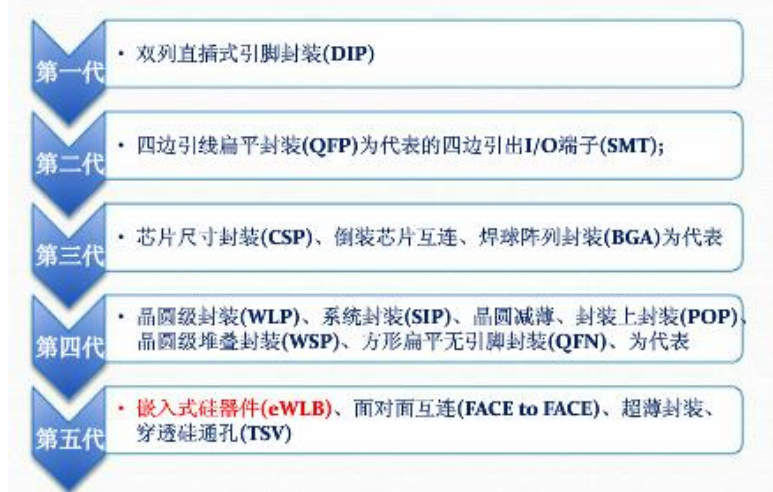 第一代
• 双列直插式引脚封装(DIP)
第二代
• 四边引线扁平封装(QFP)为代表的四边引出I/O端子(SMT);
第三代
• 芯片尺寸封装(CSP)、倒装芯片互连、焊球阵列封装(BGA)为代表
第四代
• 晶圆级封装(WLP)、系统封装(SIP)、晶圆减薄、封装上封装(POP)、
晶圆级堆叠封装(WSP)、方形扁平无引脚封装(QFN)、为代表
第五代
• 嵌入式硅器件(eWLB)、面对面互连(FACE to FACE)、超薄封装、
穿透硅通孔(TSV)